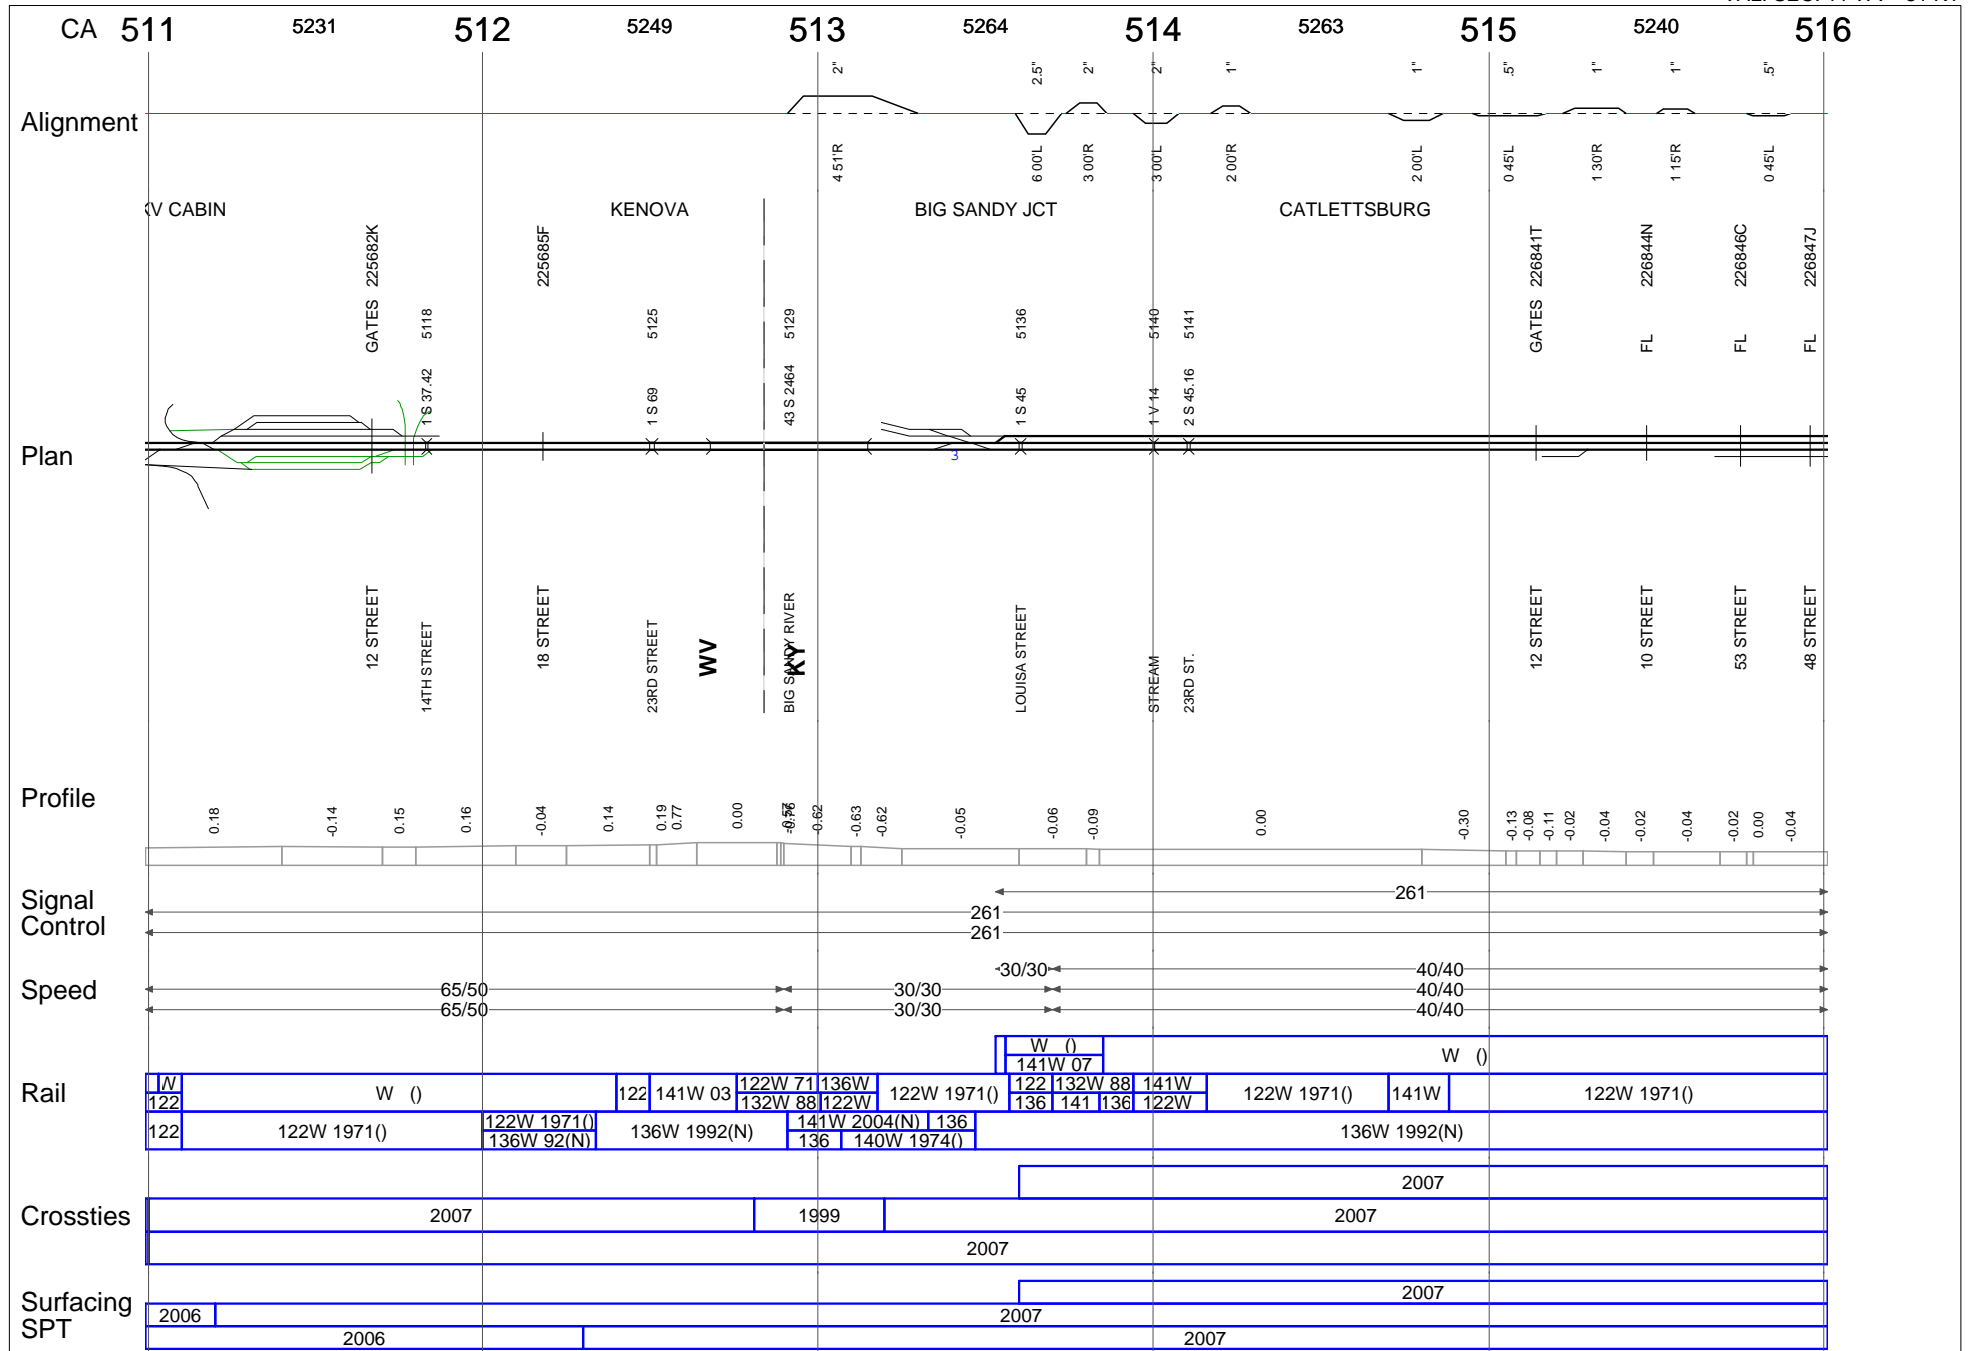 CA 511 5231 512 5249 513 5264 514 5263 515 5240 516
2" 2.5" 2" 2" 1" 1" .5" 1" 1" .5"
Alignment
4 51'R 6 00'L 3 00'R 3 00'L 2 00'R 2 00'L 0 45'L 1 30'R 1 15'R 0 45'L
CABIN KENOVA BIG SANDY JCT CATLETTSBURG
GATES 225682K 225685F GATES 226841T FL 226844N FL 226846C FL 226847J
1 S 37.42 5118 1 S 69 5125 43 S 2464 5129 1 S 45 5136 1 V 14 5140 2 S 45.16 5141
Plan
3
12 STREET 14TH STREET 18 STREET 23RD STREET WV BIG SANDY RIVER KY LOUISA STREET STREAM 23RD ST. 12 STREET 10 STREET 53 STREET 48 STREET
Profile
0.18 -0.14 0.15 0.16 -0.04 0.14 0.19 0.77 0.00 -0.62 -0.63 -0.62 -0.05 -0.06 -0.09 0.00 -0.30 -0.13 -0.08 -0.11 -0.02 -0.04 -0.02 -0.04 -0.02 0.00 -0.04
Signal
Control
261
261
261
Speed
30/30 40/40
65/50 30/30 40/40
65/50 30/30 40/40
Rail
W () W ()
141W 07
W W () 122 141W 03 122W 71 136W 122W 1971() 122 132W 88 141W 122W 1971() 141W 122W 1971()
122 132W 88 122W 136 141 136 122W
122 122W 1971() 122W 1971() 136W 1992(N) 141W 2004(N) 136 136W 1992(N)
136W 92(N) 136 140W 1974()
Crossties
2007
2007 1999 2007
2007
Surfacing
SPT
2007
2006 2007
2006 2007